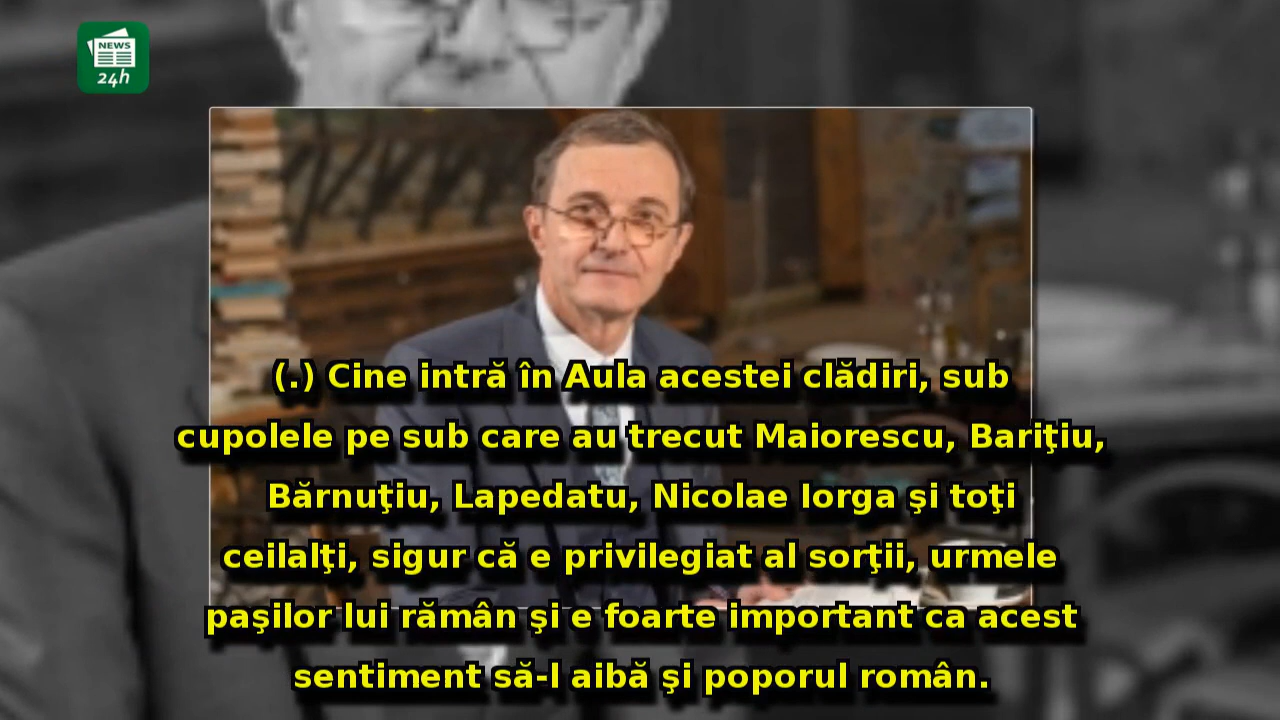 NEWS
24h
(.) Cine intră în Aula acestei clădiri, sub
cupolele pe sub care au trecut Maiorescu, Bariţiu,
Bărnuţiu, Lapedatu, Nicolae Iorga şi toţi
ceilalţi, sigur că e privilegiat al sorţii, urmele
paşilor lui rămân şi e foarte important ca acest
sentiment să-l aibă şi poporul român.